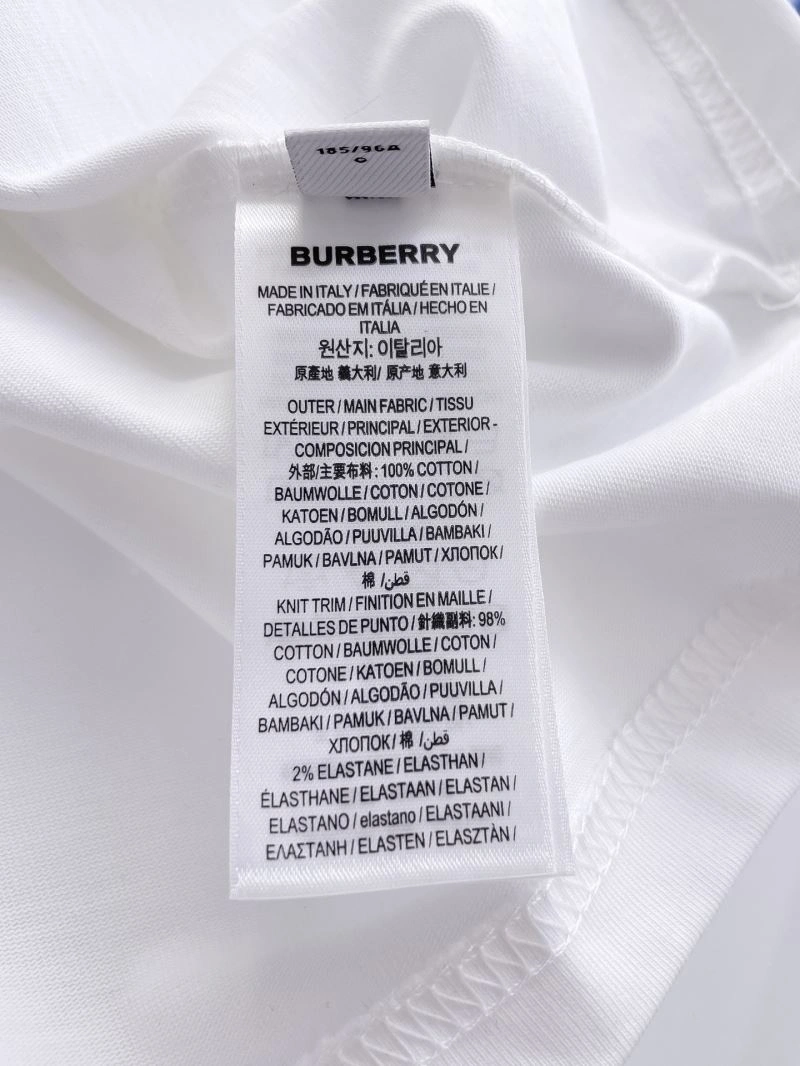 185/96A
G
BURBERRY
MADE IN ITALY / FABRIQUÉ EN ITALIE /
FABRICADO EM ITÁLIA / HECHO EN
ITALIA
원산지: 이탈리아
原產地 義大利/ 原产地 意大利
OUTER / MAIN FABRIC / TISSU
EXTÉRIEUR / PRINCIPAL / EXTERIOR -
COMPOSICION PRINCIPAL /
外部/主要布料: 100% COTTON /
BAUMWOLLE / COTON / COTONE /
KATOEN / BOMULL / ALGODÓN /
ALGODÃO / PUUVILLA / BAMBAKI /
PAMUK / BAVLNA / PAMUT / ХЛОПОК /
棉 /قطن
KNIT TRIM / FINITION EN MAILLE /
DETALLES DE PUNTO / 針織副料: 98%
COTTON / BAUMWOLLE / COTON /
COTONE / KATOEN / BOMULL /
ALGODÓN / ALGODÃO / PUUVILLA /
BAMBAKI / PAMUK / BAVLNA / PAMUT /
ХЛОПОК / 棉 /قطن
2% ELASTANE / ELASTHAN /
ÉLASTHANE / ELASTAAN / ELASTAN /
ELASTANO / elastano / ELASTAANI /
ΕΛΑΣΤΑΝΗ / ELASTEN / ELASZTÀN /